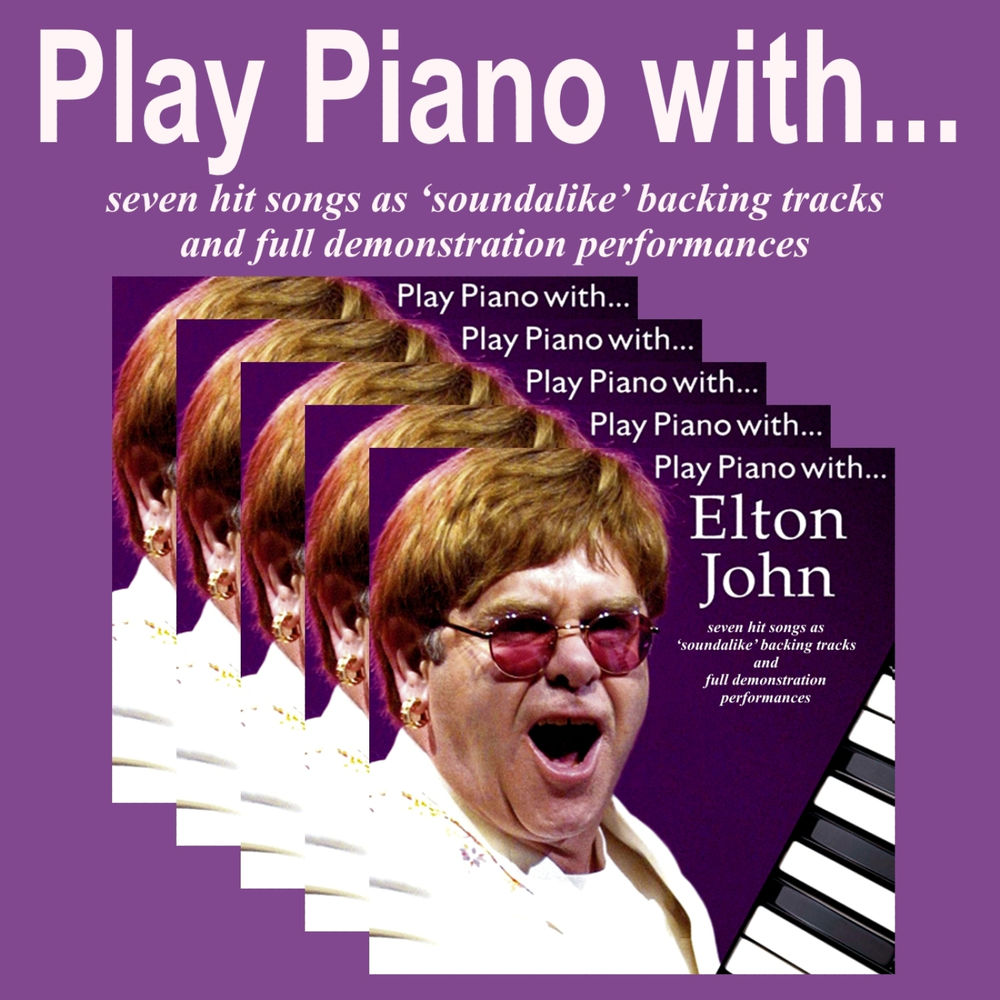 Play Piano with...
seven hit songs as ‘soundalike’ backing tracks
and full demonstration performances
Play Piano with...
Play Piano with...
Play Piano with...
Play Piano with...
Play Piano with...
Elton
John
seven hit songs as
‘soundalike’ backing tracks
and
full demonstration
performances